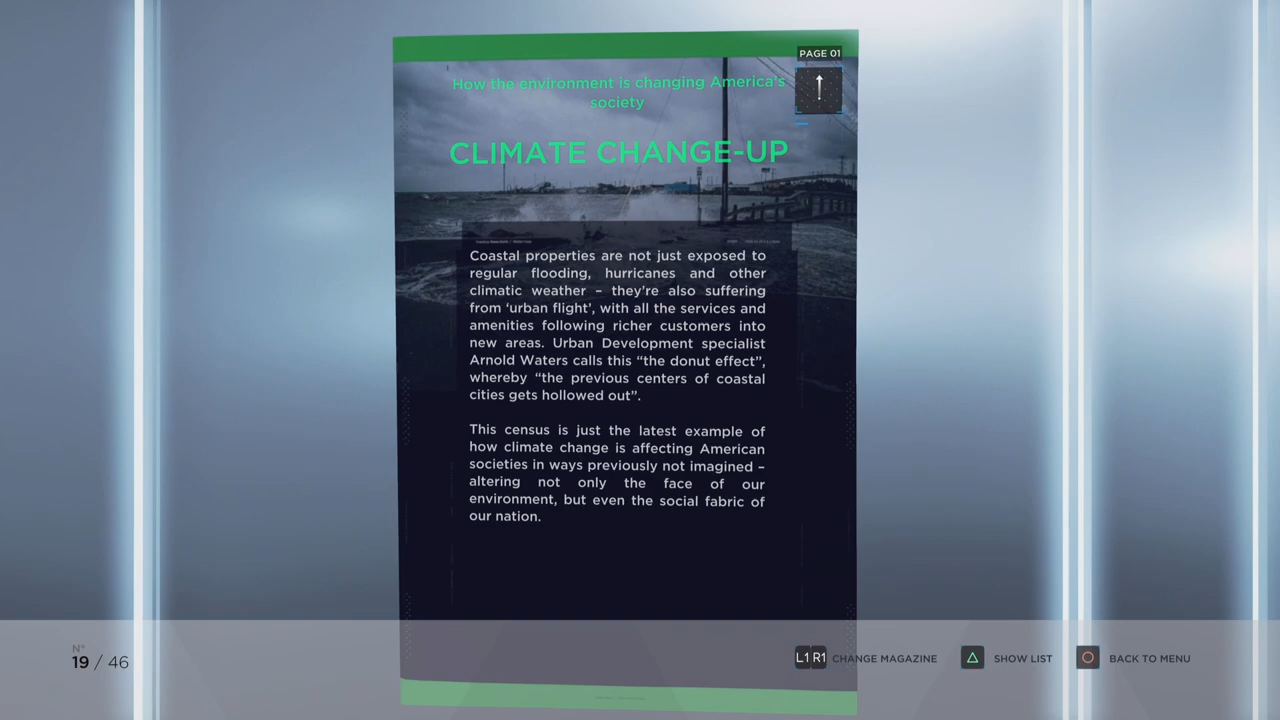 PAGE 01
How the environment is changing America's
society
CLIMATE CHANGE-UP
Coastal properties are not just exposed to
regular flooding, hurricanes and other
climatic weather – they're also suffering
from ‘urban flight’, with all the services and
amenities following richer customers into
new areas. Urban Development specialist
Arnold Waters calls this “the donut effect”,
whereby “the previous centers of coastal
cities gets hollowed out”.
This census is just the latest example of
how climate change is affecting American
societies in ways previously not imagined –
altering not only the face of our
environment, but even the social fabric of
our nation.
N°
19 / 46
L1 R1 CHANGE MAGAZINE
SHOW LIST
BACK TO MENU